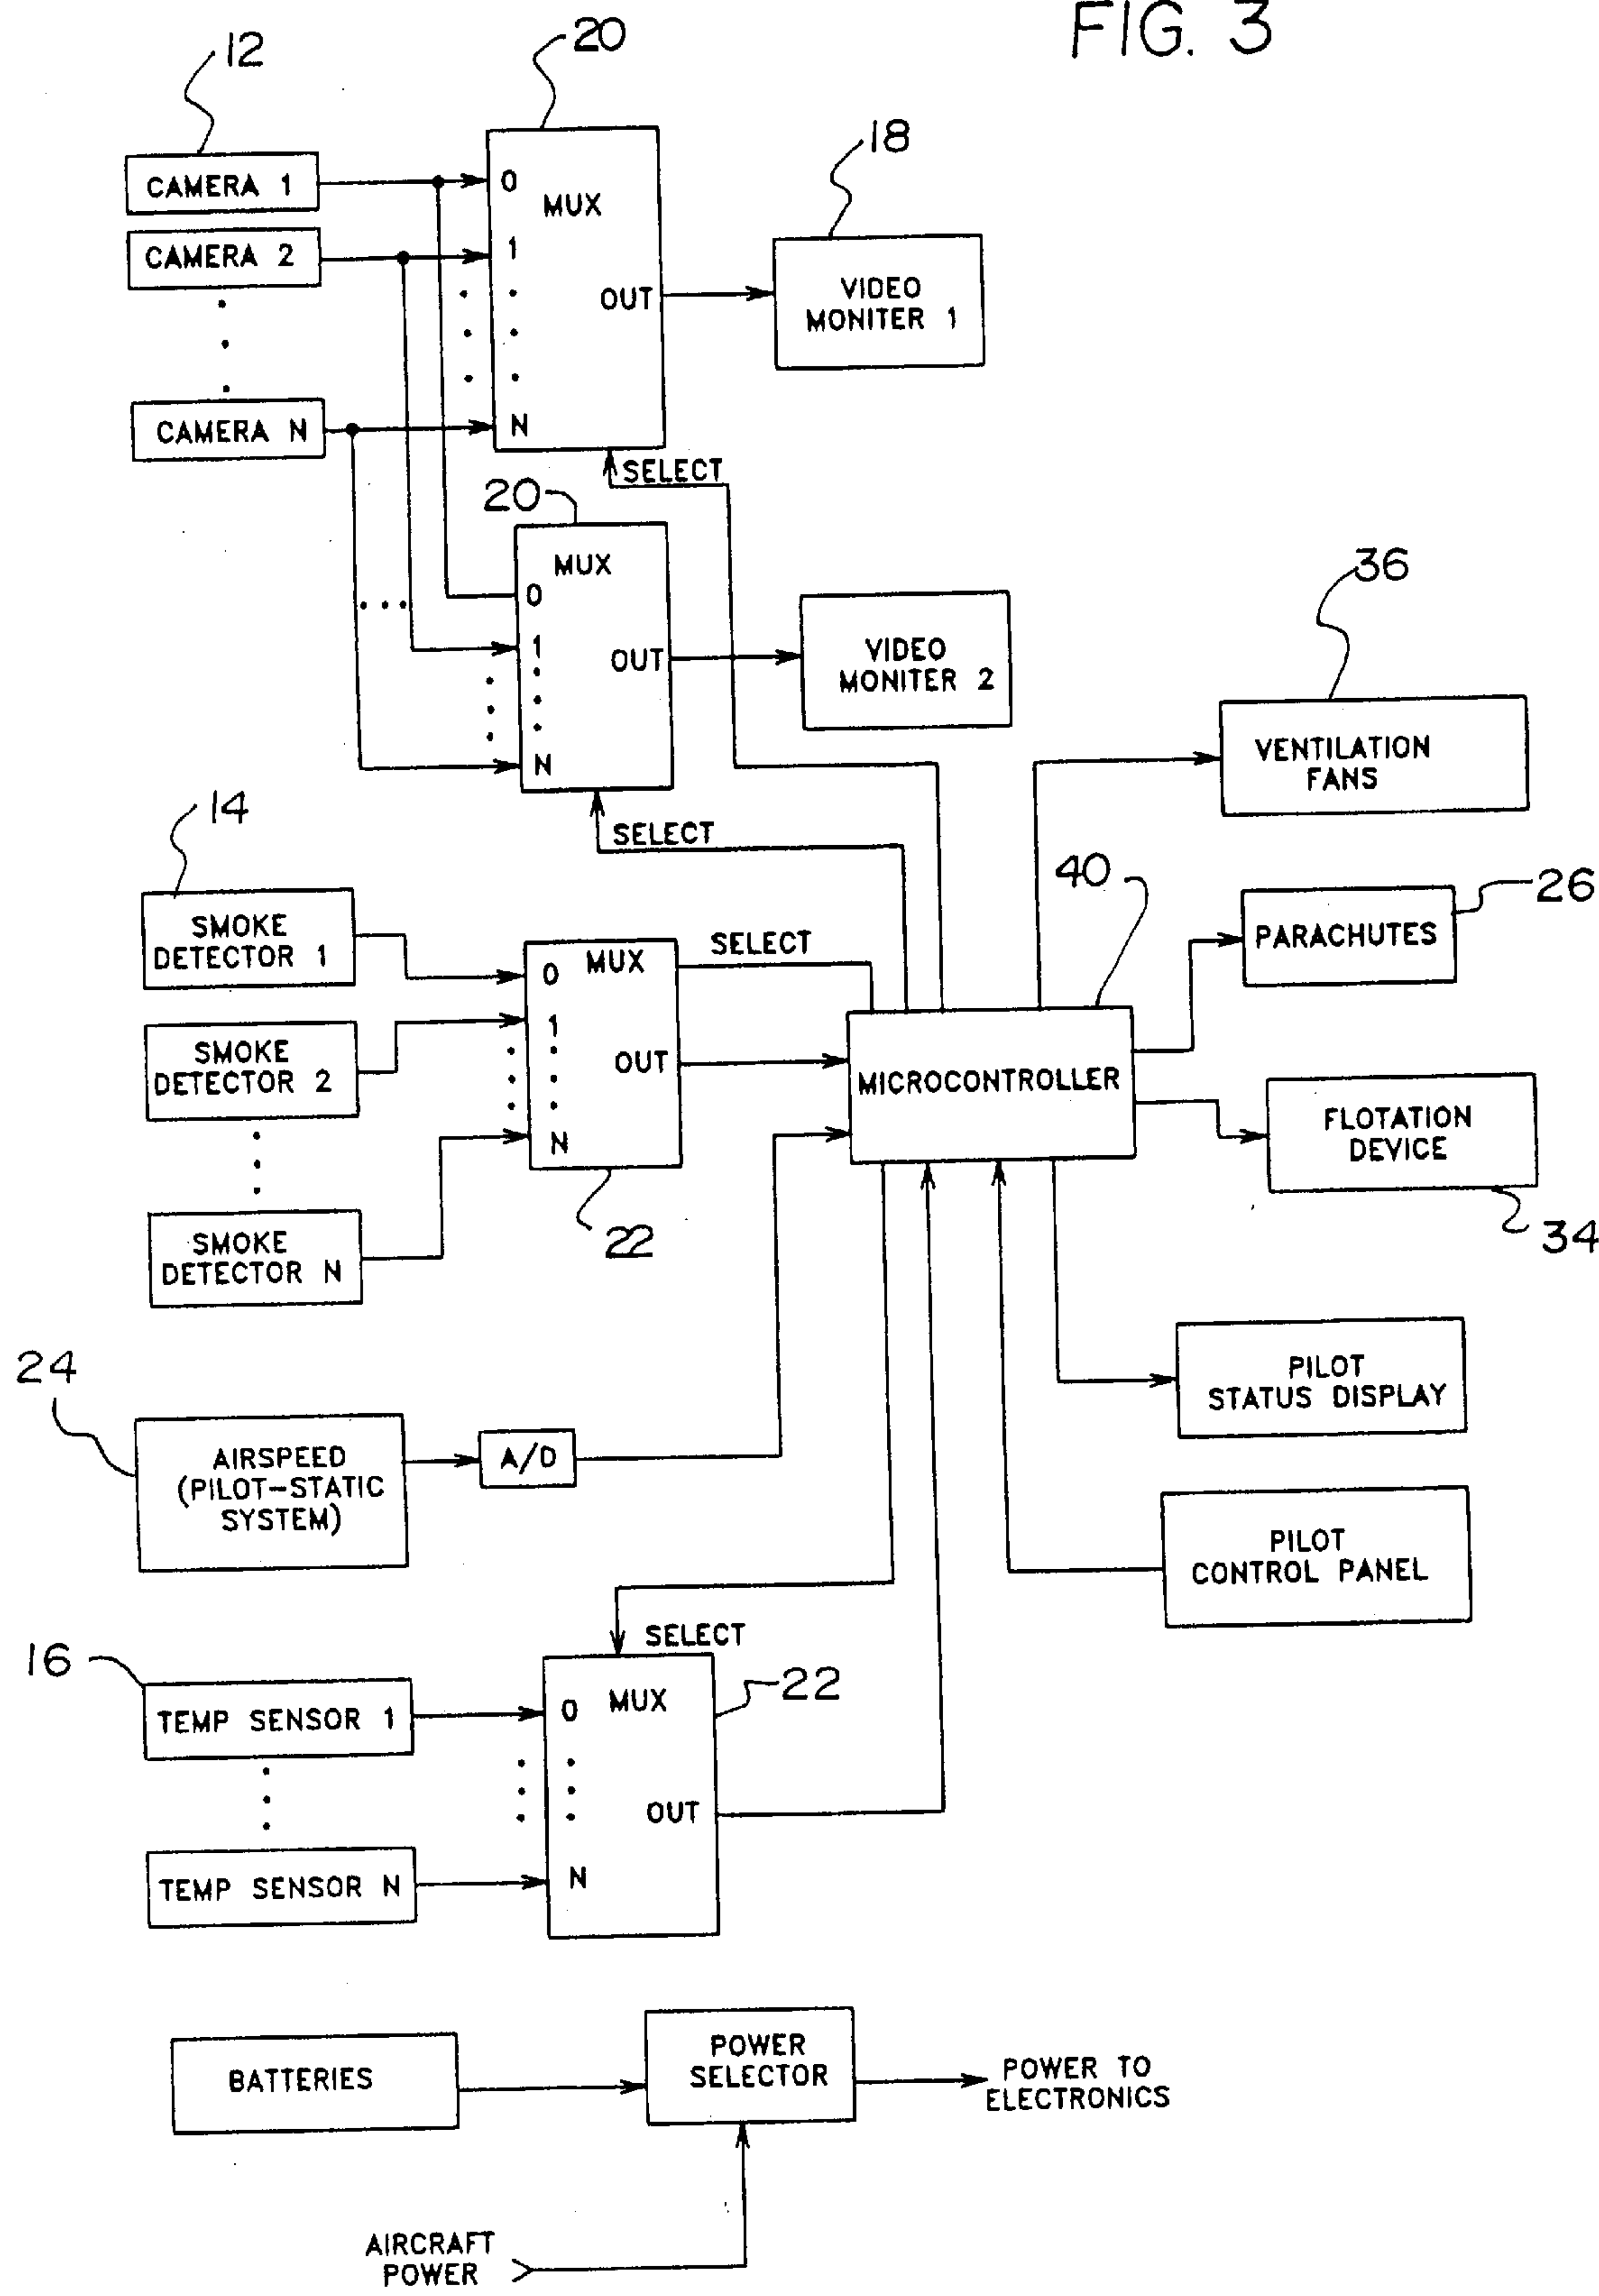 FIG. 3
12
20
18
CAMERA 1
0
MUX
CAMERA 2
1
OUT
VIDEO
MONITER 1
CAMERA N
N
SELECT
20
MUX
0
1
OUT
VIDEO
MONITER 2
N
36
VENTILATION
FANS
SELECT
14
40
26
SMOKE
DETECTOR 1
PARACHUTES
SELECT
0
MUX
SMOKE
DETECTOR 2
1
OUT
MICROCONTROLLER
N
FLOTATION
DEVICE
34
22
SMOKE
DETECTOR N
24
AIRSPEED
(PILOT-STATIC
SYSTEM)
A/D
PILOT
STATUS DISPLAY
PILOT
CONTROL PANEL
SELECT
16
22
TEMP SENSOR 1
0
MUX
OUT
TEMP SENSOR N
N
BATTERIES
POWER
SELECTOR
POWER TO
ELECTRONICS
AIRCRAFT
POWER